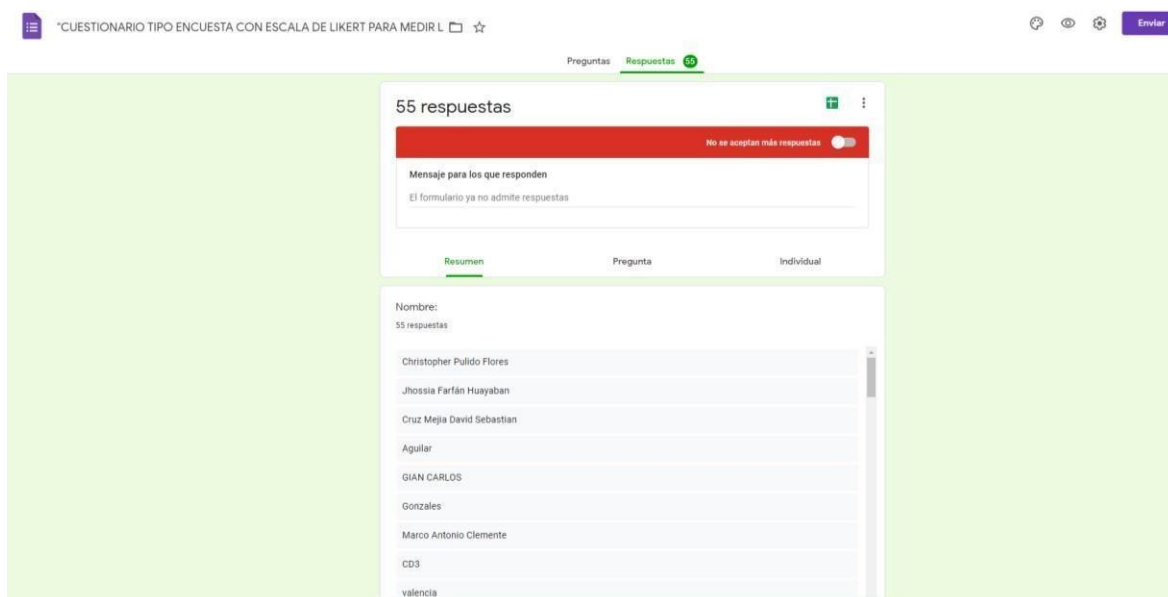 "CUESTIONARIO TIPO ENCUESTA CON ESCALA DE LIKERT PARA MEDIR L
Enviar
Preguntas Respuestas 55
55 respuestas
No se aceptan más respuestas
Mensaje para los que responden
El formulario ya no admite respuestas
Resumen Pregunta Individual
Nombre:
55 respuestas
Christopher Pulido Flores
Jhossia Farfán Huayaban
Cruz Mejia David Sebastian
Aguilar
GIAN CARLOS
Gonzales
Marco Antonio Clemente
CD3
valencia